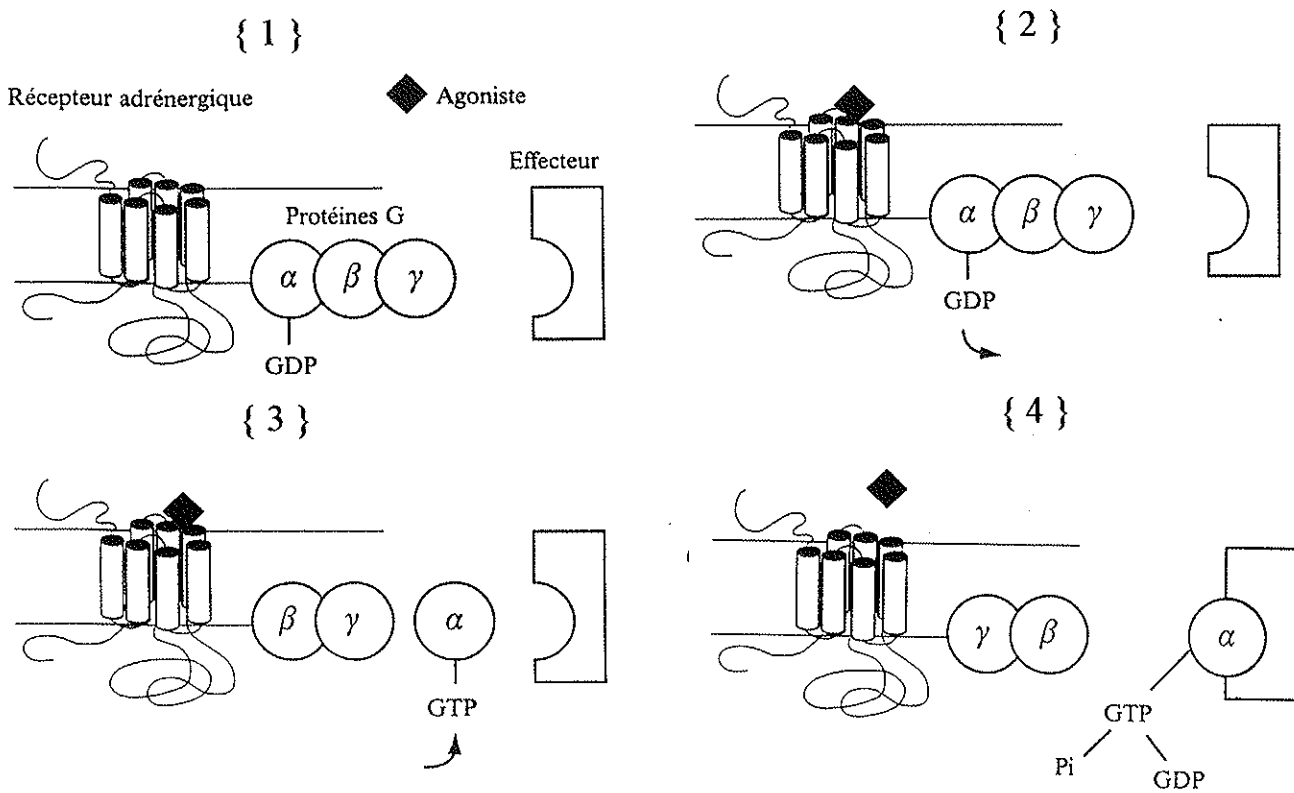 { 1 }
Récepteur adrénergique
Agoniste
Effecteur
Protéines G
α β γ
GDP
{ 2 }
α β γ
GDP
{ 3 }
β γ α
GTP
{ 4 }
γ β α
GTP
Pi
GDP